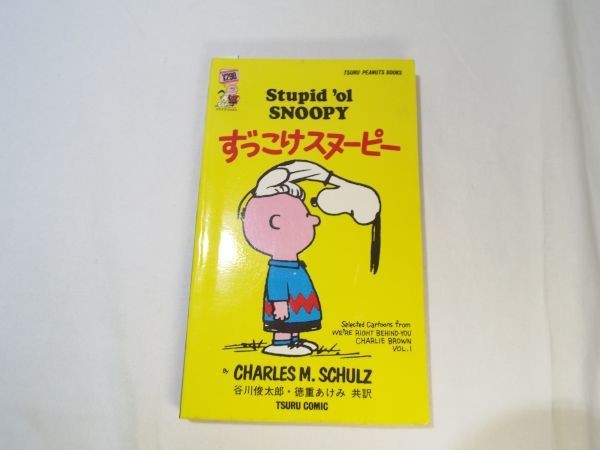 TSURU PEANUTS BOOKS
Stupid 'ol
SNOOPY
ずっこけスヌーピー
Selected Cartoons from
WE'RE RIGHT BEHIND YOU
CHARLIE BROWN
VOL.1
By CHARLES M. SCHULZ
谷川俊太郎・徳重あけみ 共訳
TSURU COMIC